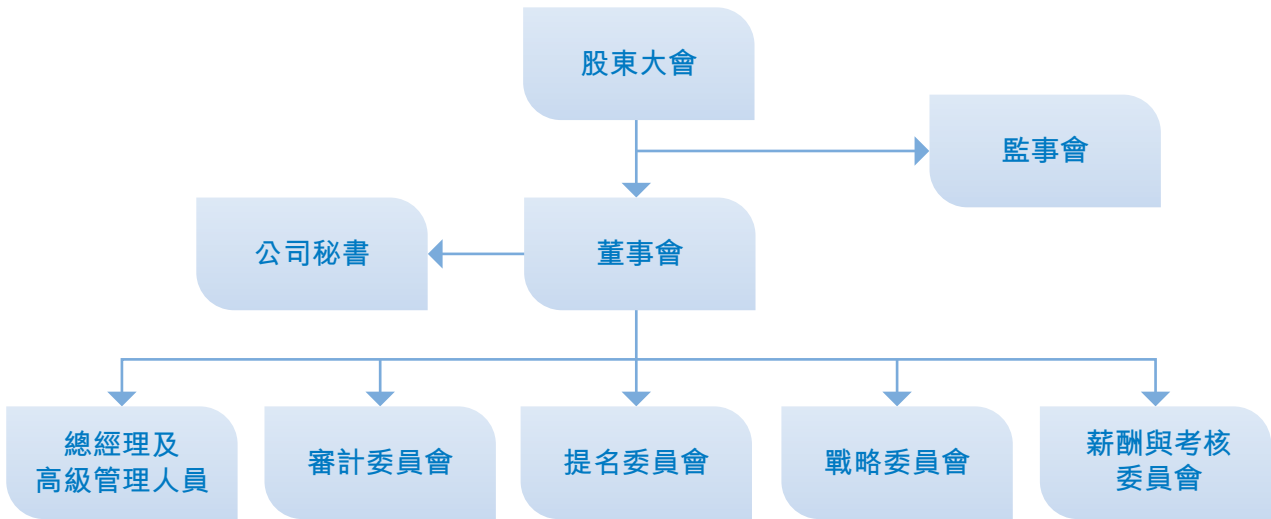 股東大會
監事會
公司秘書
董事會
總經理及
高級管理人員
審計委員會
提名委員會
戰略委員會
薪酬與考核
委員會